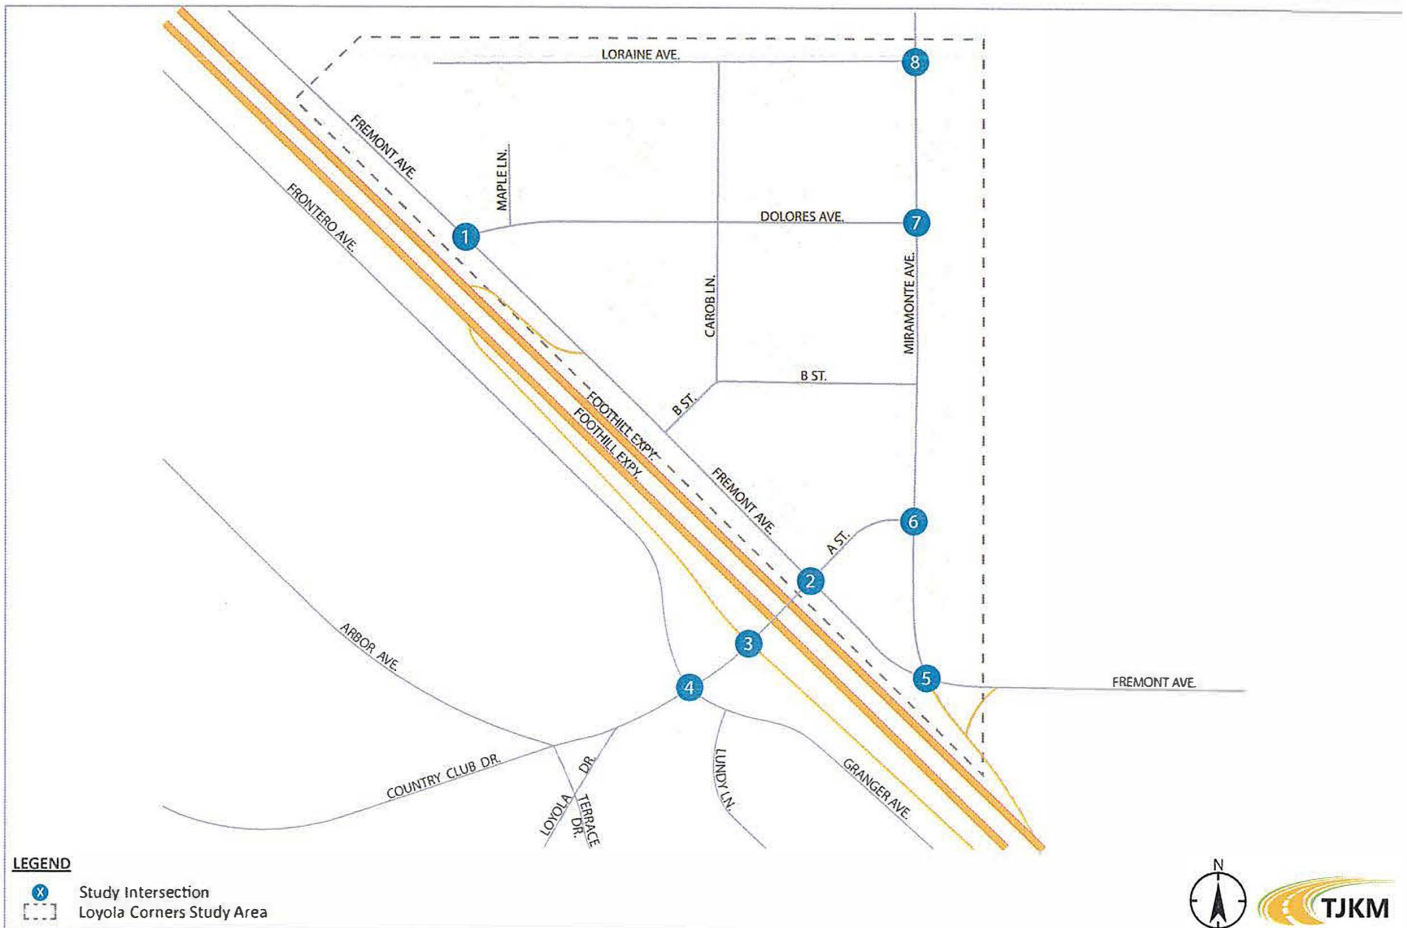 LORAINE AVE.
8
FREMONT AVE.
MAPLE LN.
FRONTERO AVE.
DOLORES AVE.
7
1
CAROB LN.
MIRAMONTE AVE.
B ST.
B ST.
FOOTHILL EXPY.
FOOTHILL EXPY.
FREMONT AVE.
A ST.
6
2
ARBOR AVE.
3
4
5
FREMONT AVE.
COUNTRY CLUB DR.
LOYOLA DR.
TERRACE
DR.
LUNDY LN.
GRANGER AVE.
LEGEND
X Study Intersection
Loyola Corners Study Area
N
TJKM